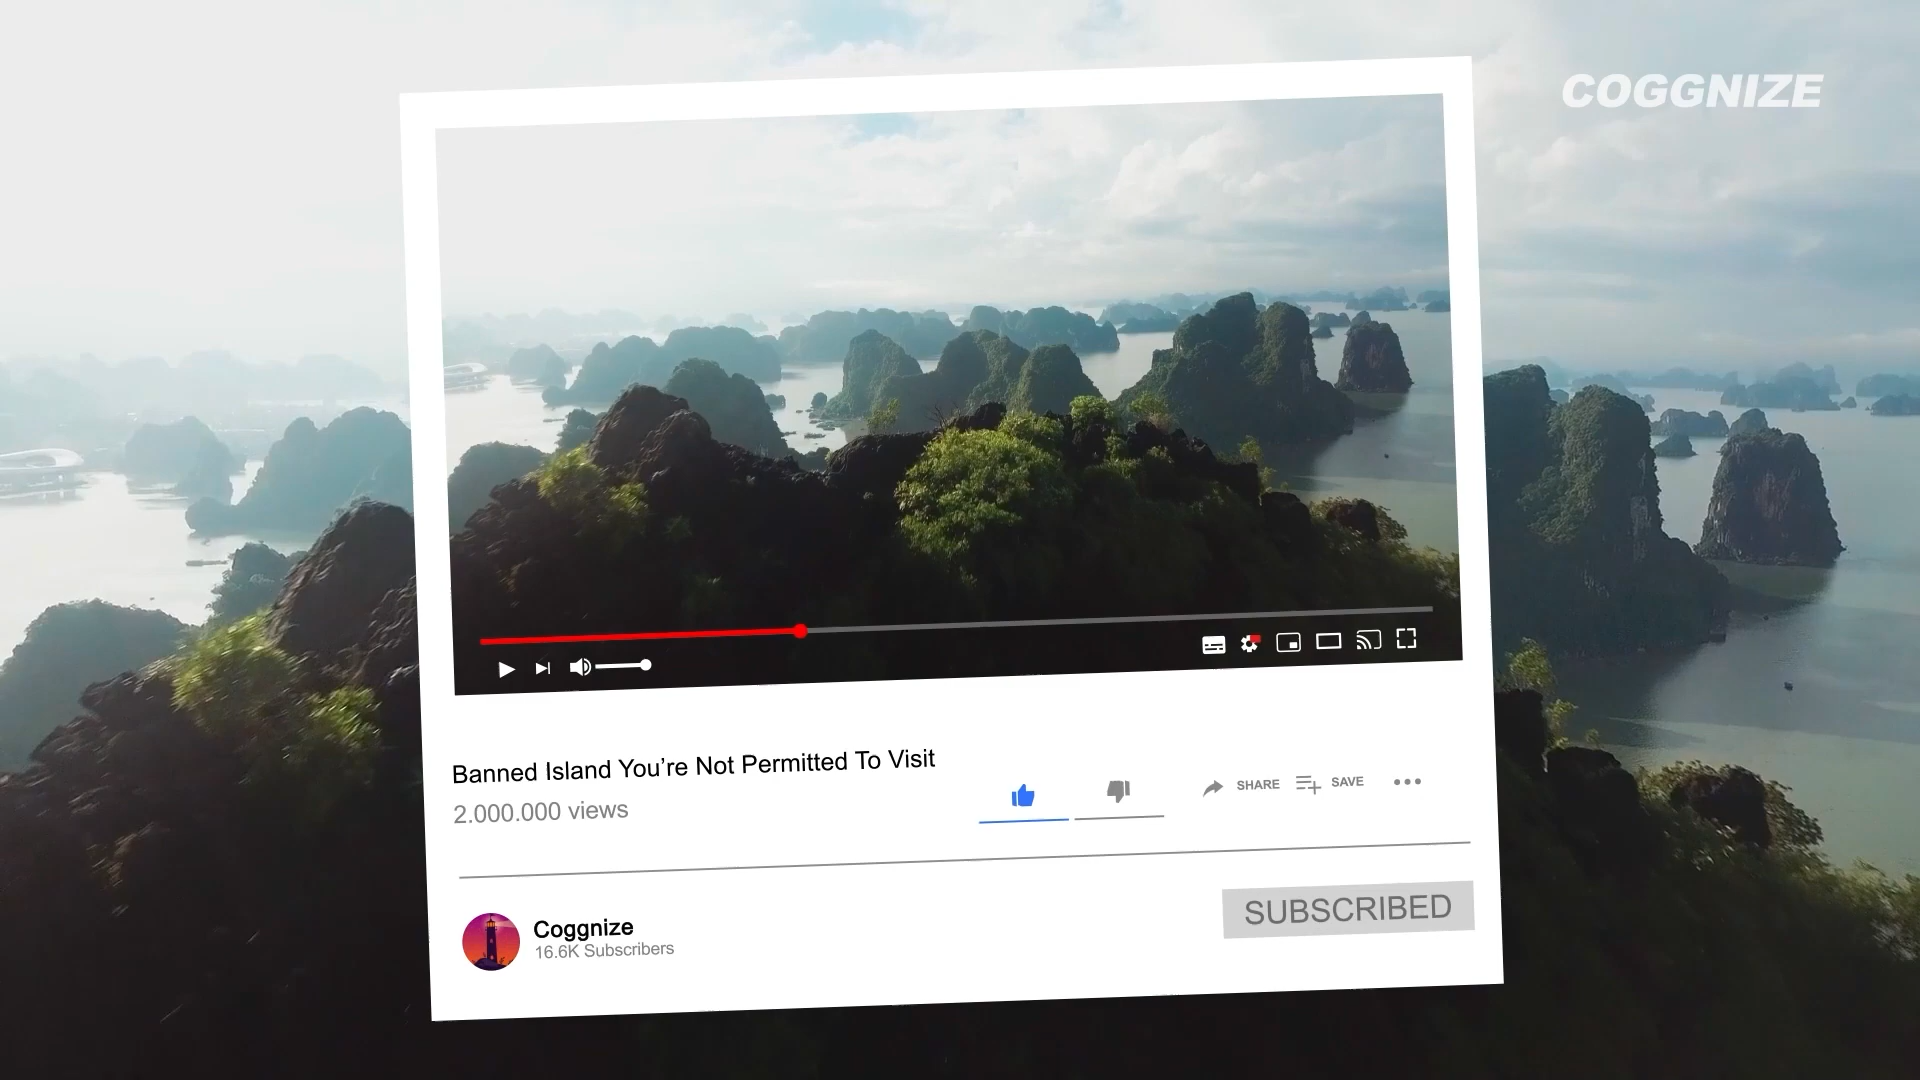 COGGNIZE
Banned Island You're Not Permitted To Visit
2.000.000 views
SHARE
SAVE
Coggnize
16.6K Subscribers
SUBSCRIBED